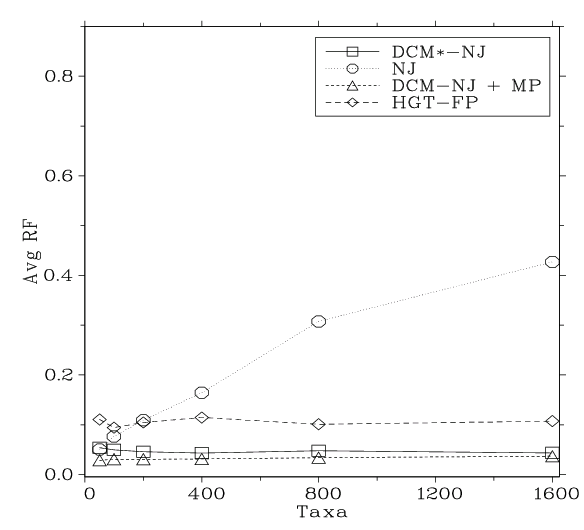 DCM*-NJ
NJ
DCM-NJ + MP
HGT-FP
0.8
0.6
0.4
0.2
0.0
Avg RF
0 400 800 1200 1600
Taxa